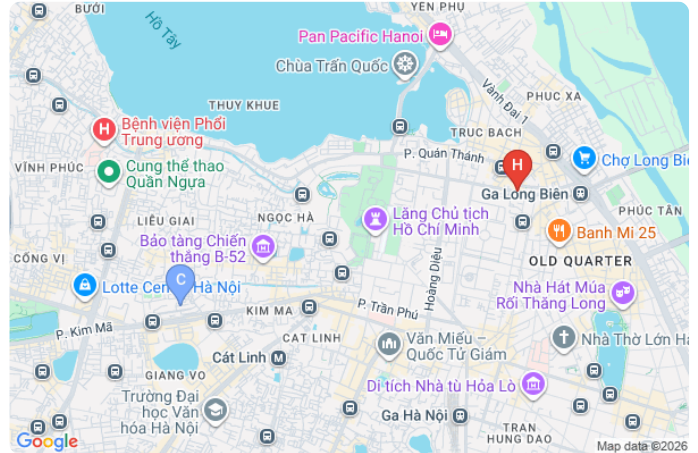 BƯỞI
Hồ Tây
YEN PHỤ
Pan Pacific Hanoi
Chùa Trấn Quốc
Vành Đai 1
PHUC XA
THUY KHUE
TRUC BACH
H
Bệnh viện Phổi
Trung ương
P. Quán Thánh
H
Chợ Long Biê
VĨNH PHÚC
Cung thể thao
Quần Ngựa
Ga Long Biên
PHÚC TÂN
LIÊU GIAI
NGỌC HÀ
Lăng Chủ tịch
Hồ Chí Minh
Banh Mi 25
Bảo tàng Chiến
thắng B-52
Hoàng Diệu
CỐNG VỊ
OLD QUARTER
C
Lotte Cen
Hà Nội
Nhà Hát Múa
Rối Thăng Long
KIM MA
P. Trần Phú
P. Kim Mã
CAT LINH
Văn Miếu –
Quốc Tử Giám
Nhà Thờ Lớn Hà
Cát Linh
M
GIANG VO
Di tích Nhà tù Hỏa Lò
Trường Đại
học Văn
hóa Hà Nội
Ga Hà Nội
TRAN
HUNG DAO
Google
Map data ©2026